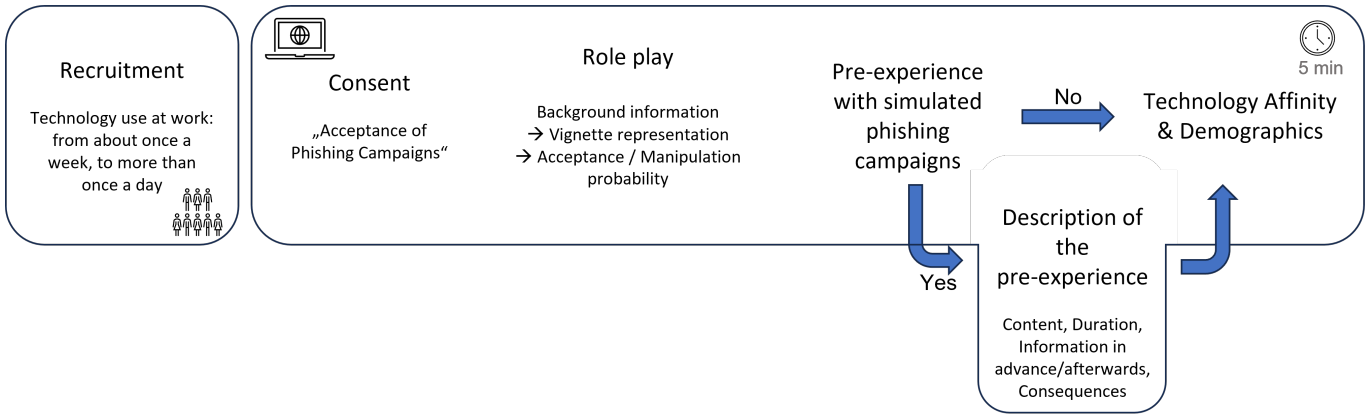 Recruitment
Technology use at work:
from about once a
week, to more than
once a day
Consent
„Acceptance of
Phishing Campaigns“
Role play
Background information
→ Vignette representation
→ Acceptance / Manipulation
probability
Pre-experience
with simulated
phishing
campaigns
No
Yes
Description of
the
pre-experience
Content, Duration,
Information in
advance/afterwards,
Consequences
5 min
Technology Affinity
& Demographics